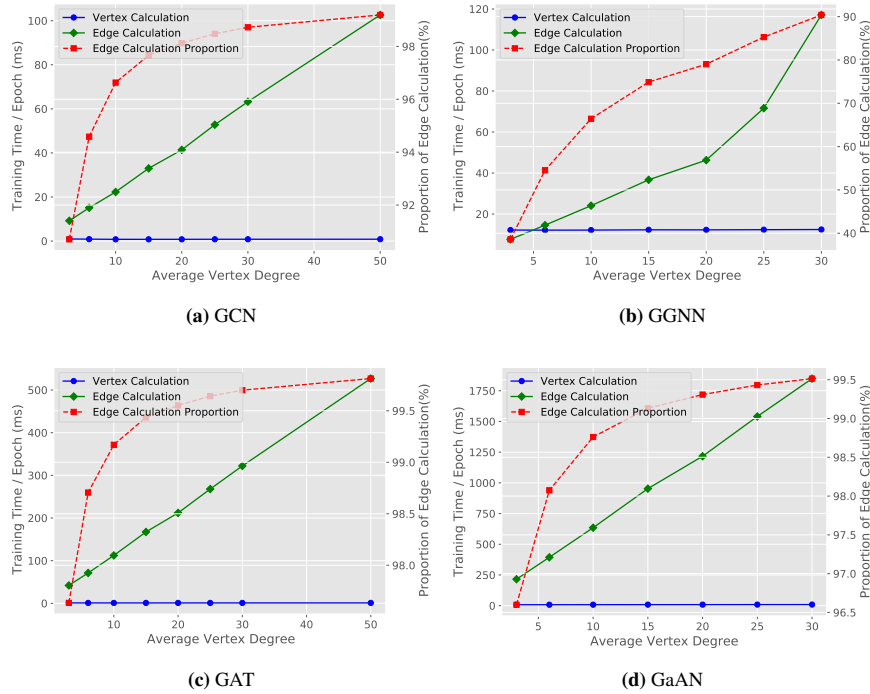 Vertex Calculation
Edge Calculation
Edge Calculation Proportion
Training Time / Epoch (ms)
100
80
60
40
20
0
98
96
94
92
Proportion of Edge Calculation(%)
10 20 30 40 50
Average Vertex Degree
(a) GCN
Vertex Calculation
Edge Calculation
Edge Calculation Proportion
Training Time / Epoch (ms)
120
100
80
60
40
20
90
80
70
60
50
40
Proportion of Edge Calculation(%)
5 10 15 20 25 30
Average Vertex Degree
(b) GGNN
Vertex Calculation
Edge Calculation
Edge Calculation Proportion
Training Time / Epoch (ms)
500
400
300
200
100
0
99.5
99.0
98.5
98.0
Proportion of Edge Calculation(%)
10 20 30 40 50
Average Vertex Degree
(c) GAT
Vertex Calculation
Edge Calculation
Edge Calculation Proportion
Training Time / Epoch (ms)
1750
1500
1250
1000
750
500
250
0
99.5
99.0
98.5
98.0
97.5
97.0
96.5
Proportion of Edge Calculation(%)
5 10 15 20 25 30
Average Vertex Degree
(d) GaAN